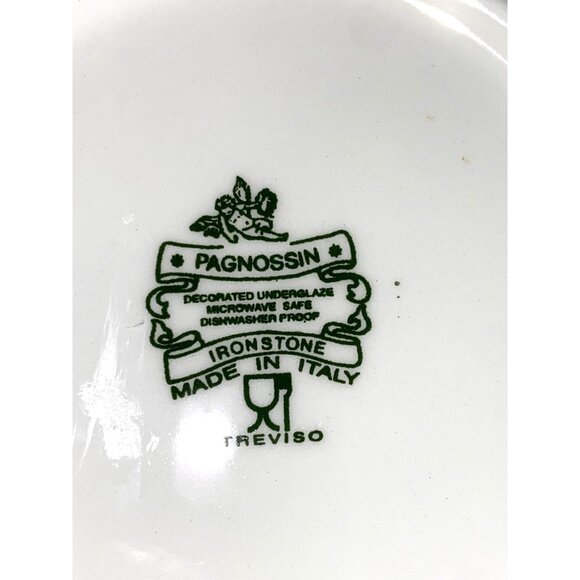 * PAGNOSSIN *
DECORATED UNDERGLAZE
MICROWAVE SAFE
DISHWASHER PROOF
IRONSTONE
MADE IN ITALY
TREVISO